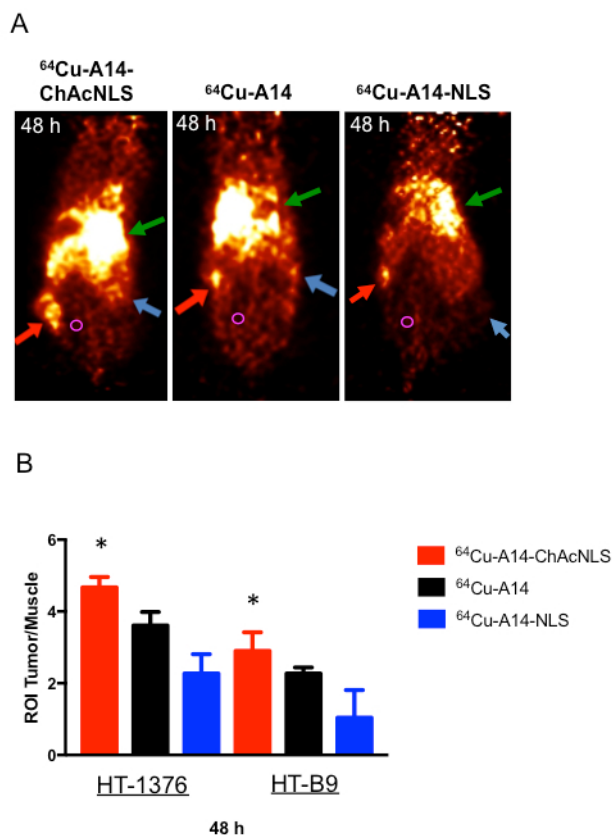 A
⁶⁴Cu-A14-
ChAcNLS
⁶⁴Cu-A14
⁶⁴Cu-A14-NLS
48 h
48 h
48 h
B
ROI Tumor/Muscle
6
4
2
0
*
*
HT-1376
HT-B9
48 h
⁶⁴Cu-A14-ChAcNLS
⁶⁴Cu-A14
⁶⁴Cu-A14-NLS